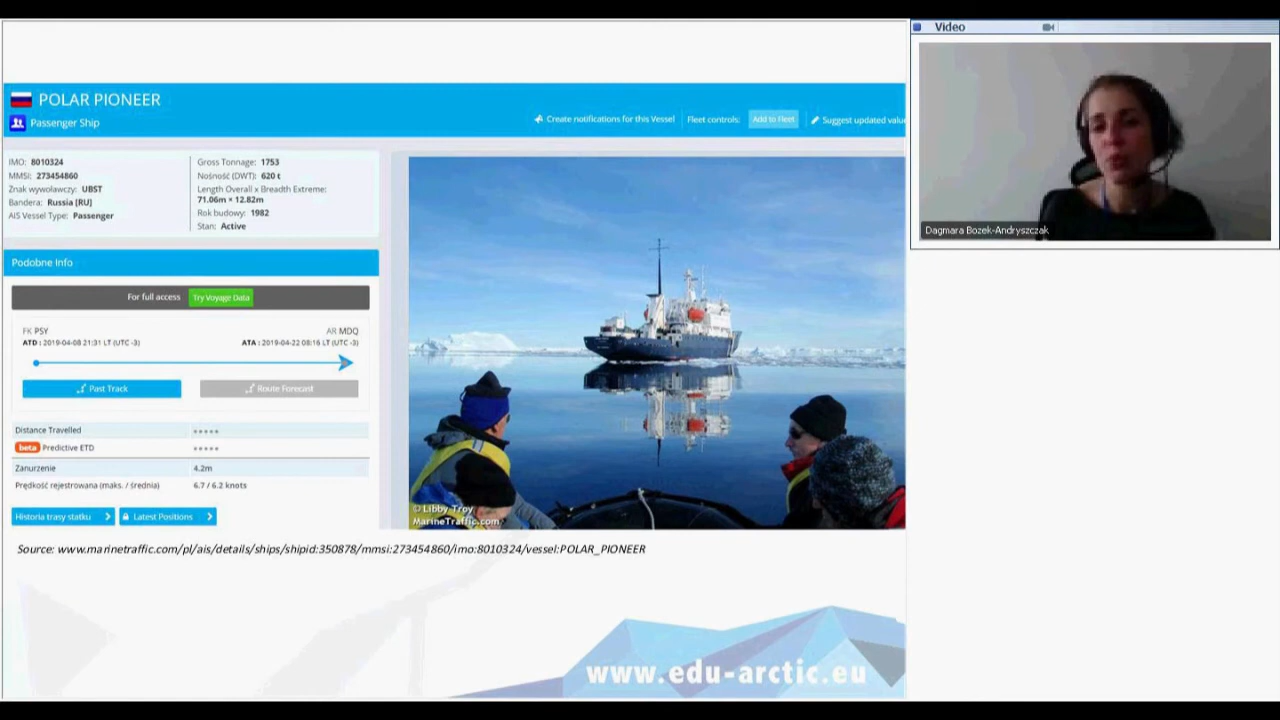 POLAR PIONEER
Passenger Ship
Create notifications for this Vessel
Fleet controls:
Add to Fleet
Suggest updated valu
IMO: 8010324
MMSI: 273454860
Znak wywoławczy: UBST
Bandera: Russia [RU]
AIS Vessel Type: Passenger
Gross Tonnage: 1753
Nośność (DWT): 620 t
Length Overall x Breadth Extreme:
71.06m × 12.82m
Rok budowy: 1982
Stan: Active
Podobne Info
For full access
Try Voyage Data
FK PSY
AR MDQ
ATD : 2019-04-08 21:31 LT (UTC -3)
ATA : 2019-04-22 08:16 LT (UTC -3)
Past Track
Route Forecast
Distance Travelled
beta Predictive ETD
Zanurzenie 4.2m
Prędkość rejestrowana (maks. / średnia) 6.7 / 6.2 knots
Historia trasy statku
Latest Positions
© Libby Troy
MarineTraffic.com
Source: www.marinetraffic.com/pl/ais/details/ships/shipid:350878/mmsi:273454860/imo:8010324/vessel:POLAR_PIONEER
www.edu-arctic.eu
Video
Dagmara Bozek-Andryszczak